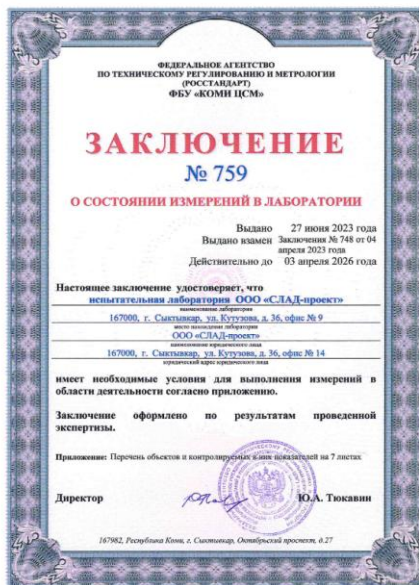 ФЕДЕРАЛЬНОЕ АГЕНТСТВО
ПО ТЕХНИЧЕСКОМУ РЕГУЛИРОВАНИЮ И МЕТРОЛОГИИ
(РОССТАНДАРТ)
ФБУ «КОМИ ЦСМ»
ЗАКЛЮЧЕНИЕ
№ 759
О СОСТОЯНИИ ИЗМЕРЕНИЙ В ЛАБОРАТОРИИ
Выдано 27 июня 2023 года
Выдано взамен Заключения № 748 от 04
апреля 2023 года
Действительно до 03 апреля 2026 года
Настоящее заключение удостоверяет, что
испытательная лаборатория ООО «СЛАД-проект»
наименование лаборатории
167000, г. Сыктывкар, ул. Кутузова, д. 36, офис № 9
место нахождения лаборатории
ООО «СЛАД-проект»
наименование юридического лица
167000, г. Сыктывкар, ул. Кутузова, д. 36, офис № 14
юридический адрес юридического лица
имеет необходимые условия для выполнения измерений в
области деятельности согласно приложению.
Заключение оформлено по результатам проведенной
экспертизы.
Приложение: Перечень объектов и контролируемых в них показателей на 7 листах
Директор Ю.А. Тюкавин
167982, Республика Коми, г. Сыктывкар, Октябрьский проспект, д.27